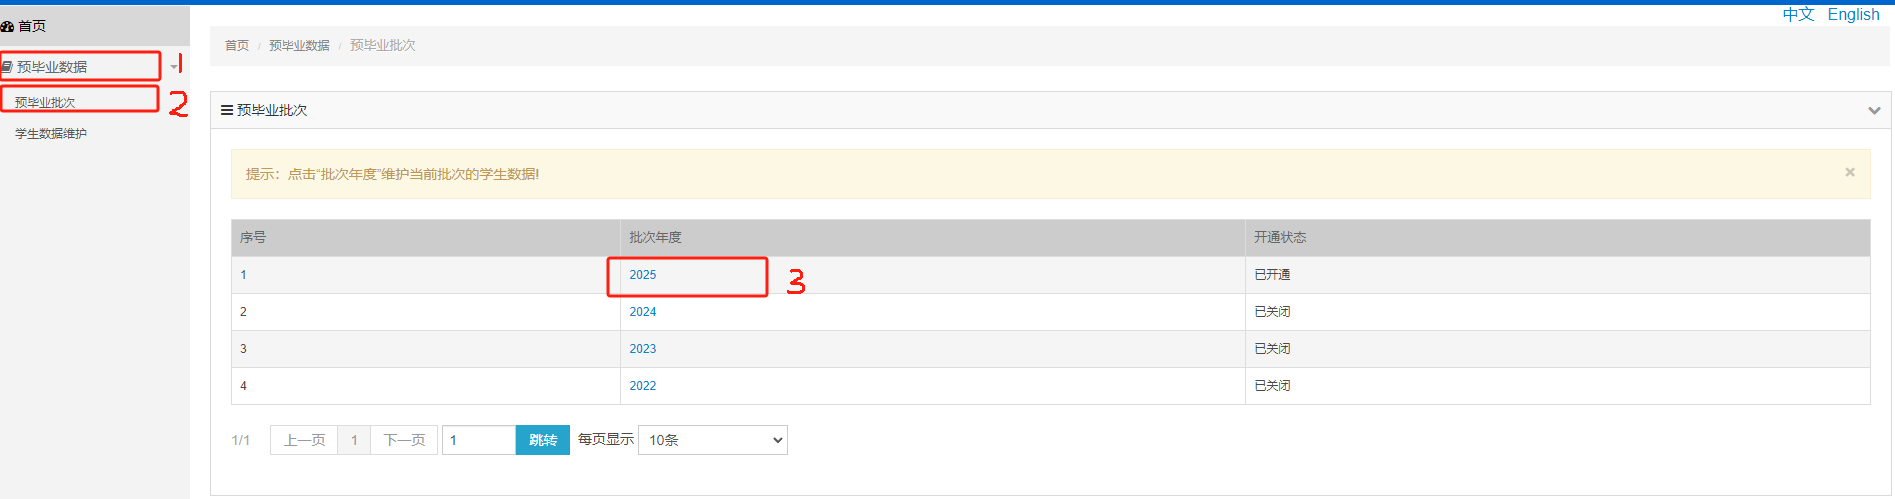 中文 English
首页
预毕业数据 1
预毕业批次 2
学生数据维护
首页 / 预毕业数据 / 预毕业批次
预毕业批次
提示：点击“批次年度”维护当前批次的学生数据!
×
序号 批次年度 开通状态
1 2025 3 已开通
2 2024 已关闭
3 2023 已关闭
4 2022 已关闭
1/1 上一页 1 下一页 1 跳转 每页显示 10条